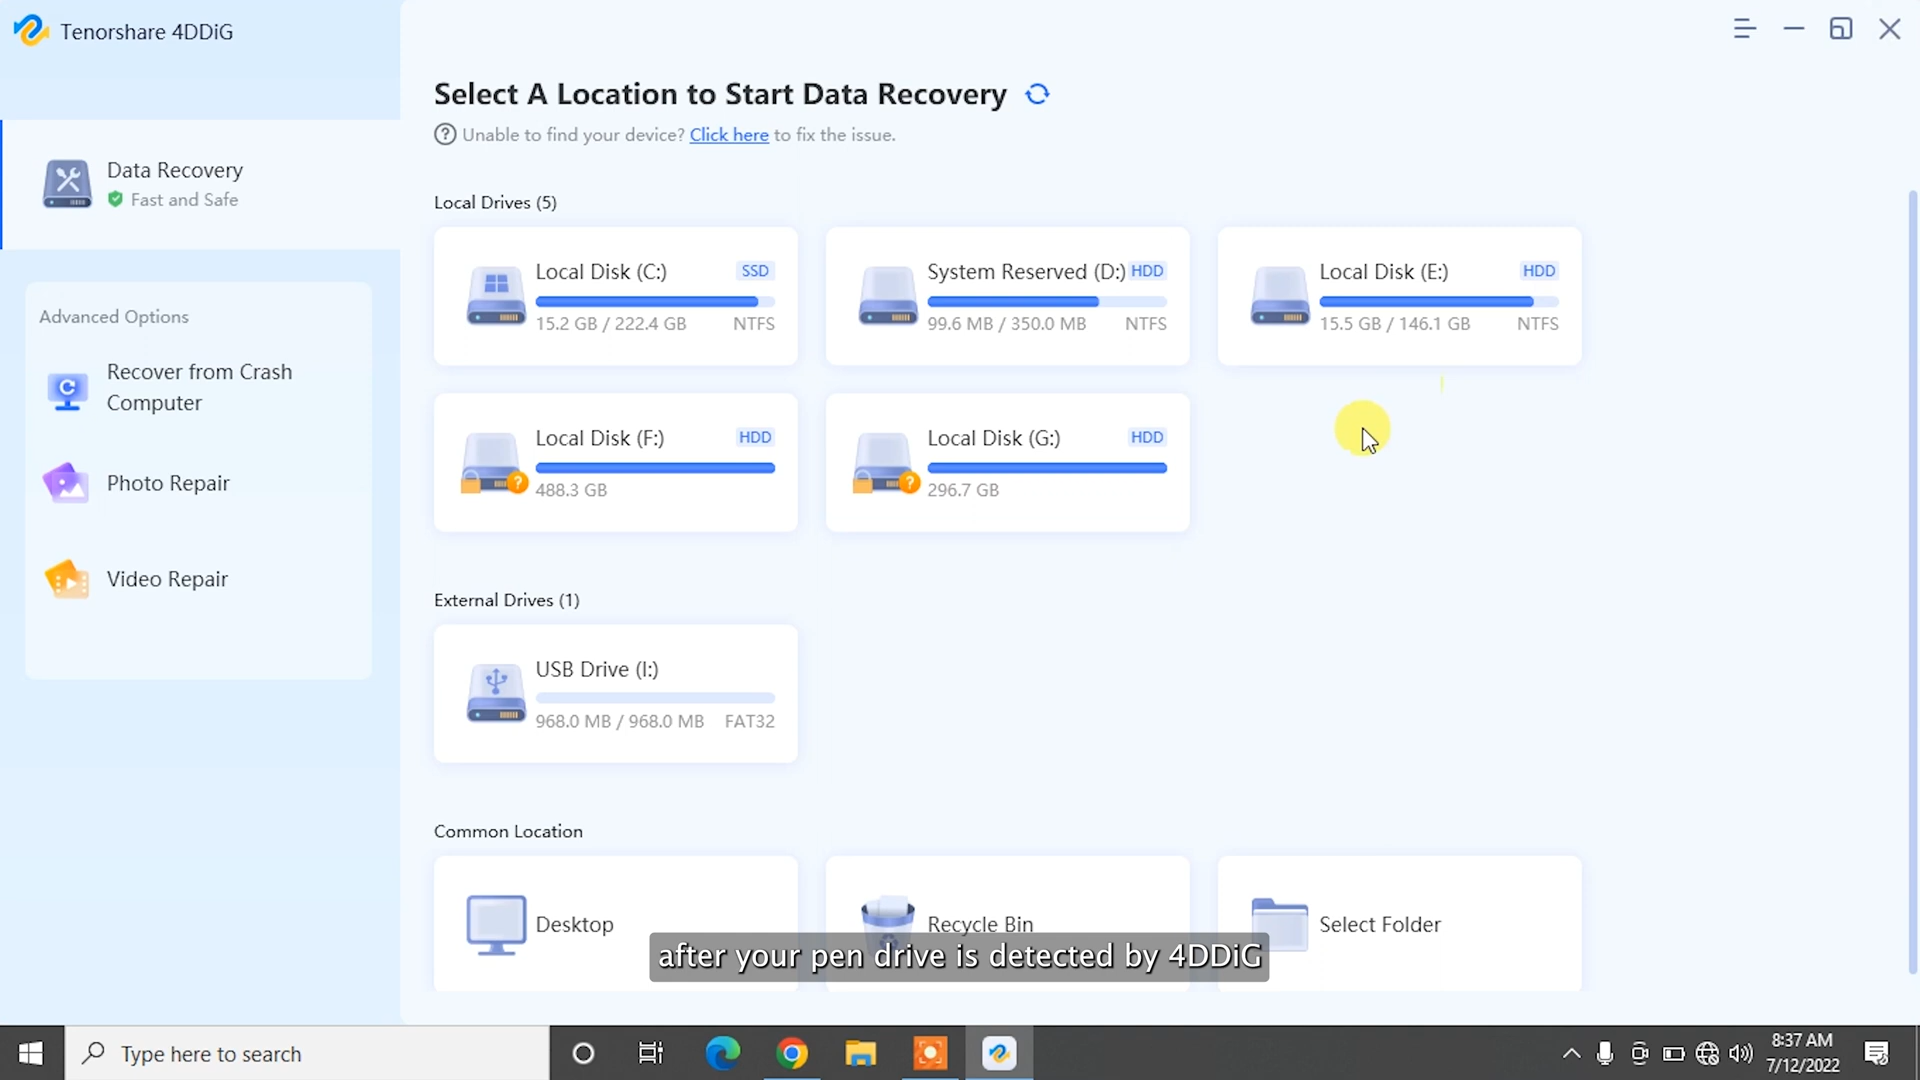 Tenorshare 4DDiG
Select A Location to Start Data Recovery
Unable to find your device? Click here to fix the issue.
Data Recovery
Fast and Safe
Advanced Options
Recover from Crash
Computer
Photo Repair
Video Repair
Local Drives (5)
Local Disk (C:) SSD
15.2 GB / 222.4 GB NTFS
System Reserved (D:) HDD
99.6 MB / 350.0 MB NTFS
Local Disk (E:) HDD
15.5 GB / 146.1 GB NTFS
Local Disk (F:) HDD
488.3 GB
Local Disk (G:) HDD
296.7 GB
External Drives (1)
USB Drive (I:)
968.0 MB / 968.0 MB FAT32
Common Location
Desktop
Recycle Bin
Select Folder
after your pen drive is detected by 4DDiG
Type here to search
8:37 AM
7/12/2022